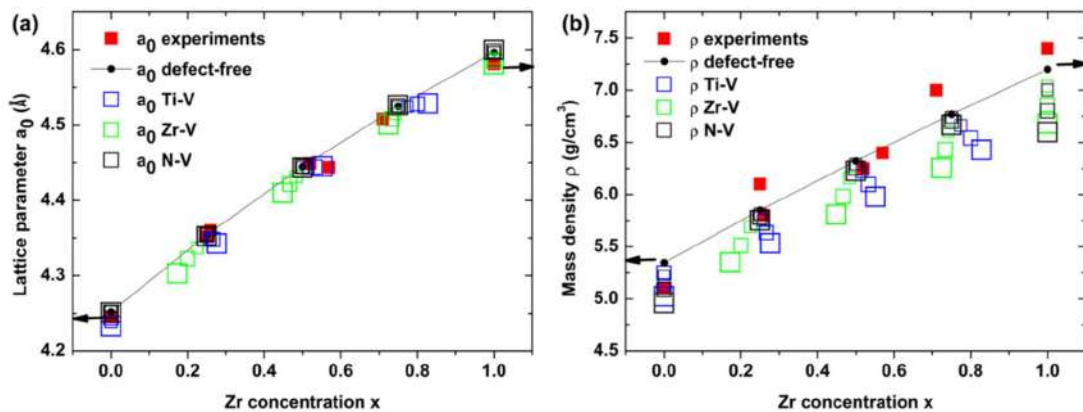 (a)
4.6
4.5
4.4
4.3
4.2
Lattice parameter a0 (Å)
a0 experiments
a0 defect-free
a0 Ti-V
a0 Zr-V
a0 N-V
0.0 0.2 0.4 0.6 0.8 1.0
Zr concentration x
(b)
7.5
7.0
6.5
6.0
5.5
5.0
4.5
Mass density ρ (g/cm³)
ρ experiments
ρ defect-free
ρ Ti-V
ρ Zr-V
ρ N-V
0.0 0.2 0.4 0.6 0.8 1.0
Zr concentration x